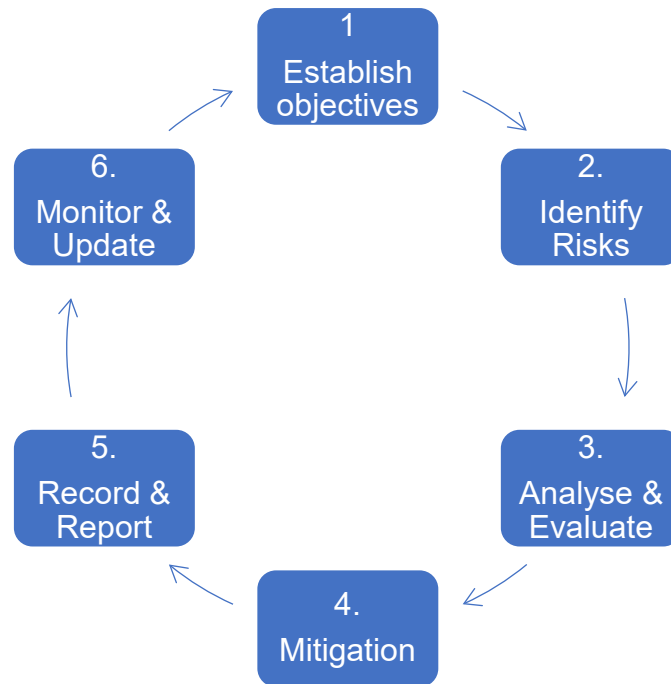 1
Establish
objectives
2.
Identify
Risks
3.
Analyse &
Evaluate
4.
Mitigation
5.
Record &
Report
6.
Monitor &
Update